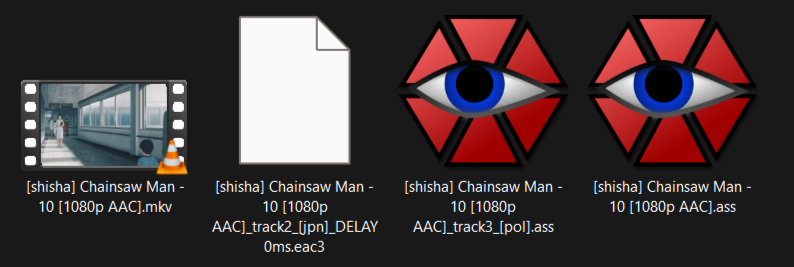 [shisha] Chainsaw Man -
10 [1080p AAC].mkv
[shisha] Chainsaw Man -
10 [1080p
AAC]_track2_[jpn]_DELAY
0ms.eac3
[shisha] Chainsaw Man -
10 [1080p
AAC]_track3_[pol].ass
[shisha] Chainsaw Man -
10 [1080p AAC].ass